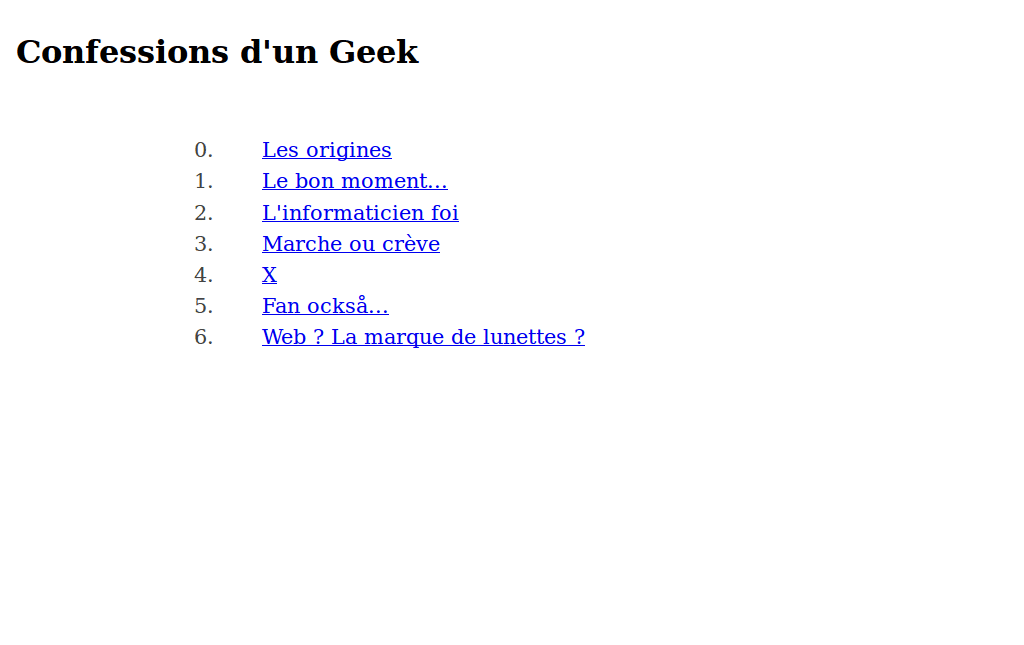 Confessions d'un Geek
0. Les origines
1. Le bon moment...
2. L'informaticien foi
3. Marche ou crève
4. X
5. Fan också...
6. Web ? La marque de lunettes ?